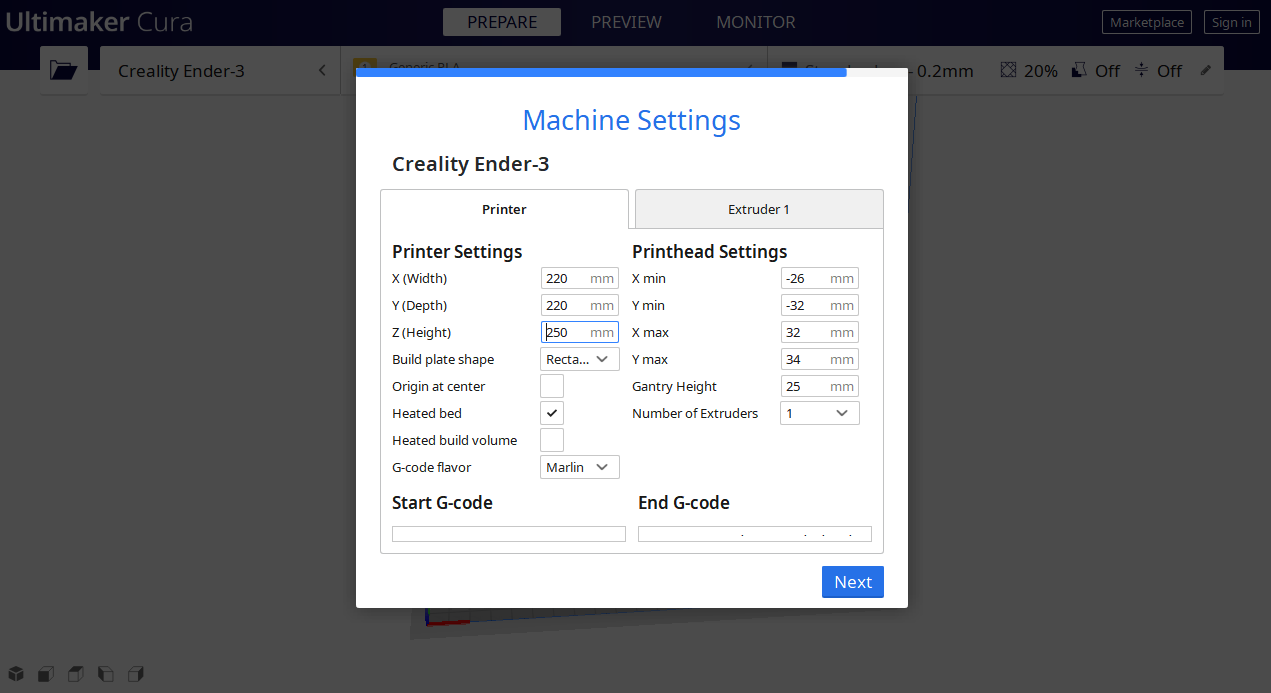 Ultimaker Cura
PREPARE PREVIEW MONITOR
Marketplace Sign in
Creality Ender-3
Generic PLA
0.2mm 20% Off Off
Machine Settings
Creality Ender-3
Printer Extruder 1
Printer Settings
X (Width) 220 mm
Y (Depth) 220 mm
Z (Height) 250 mm
Build plate shape Recta...
Origin at center
Heated bed
Heated build volume
G-code flavor Marlin
Printhead Settings
X min -26 mm
Y min -32 mm
X max 32 mm
Y max 34 mm
Gantry Height 25 mm
Number of Extruders 1
Start G-code
End G-code
Next